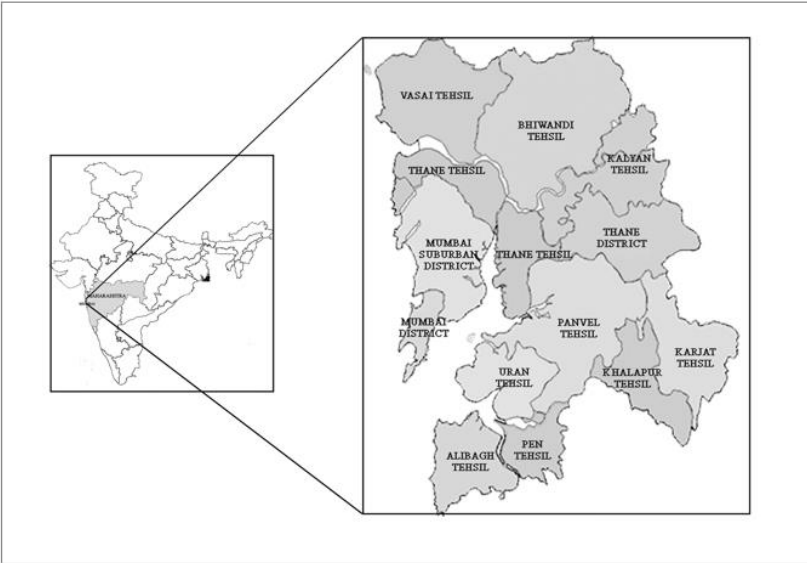 MAHARASHTRA
VASAI TEHSIL
BHIWANDI
TEHSIL
KALYAN
TEHSIL
THANE TEHSIL
THANE
DISTRICT
MUMBAI
SUBURBAN
DISTRICT
THANE TEHSIL
MUMBAI
DISTRICT
PANVEL
TEHSIL
KARJAT
TEHSIL
URAN
TEHSIL
KHALAPUR
TEHSIL
PEN
TEHSIL
ALIBAGH
TEHSIL